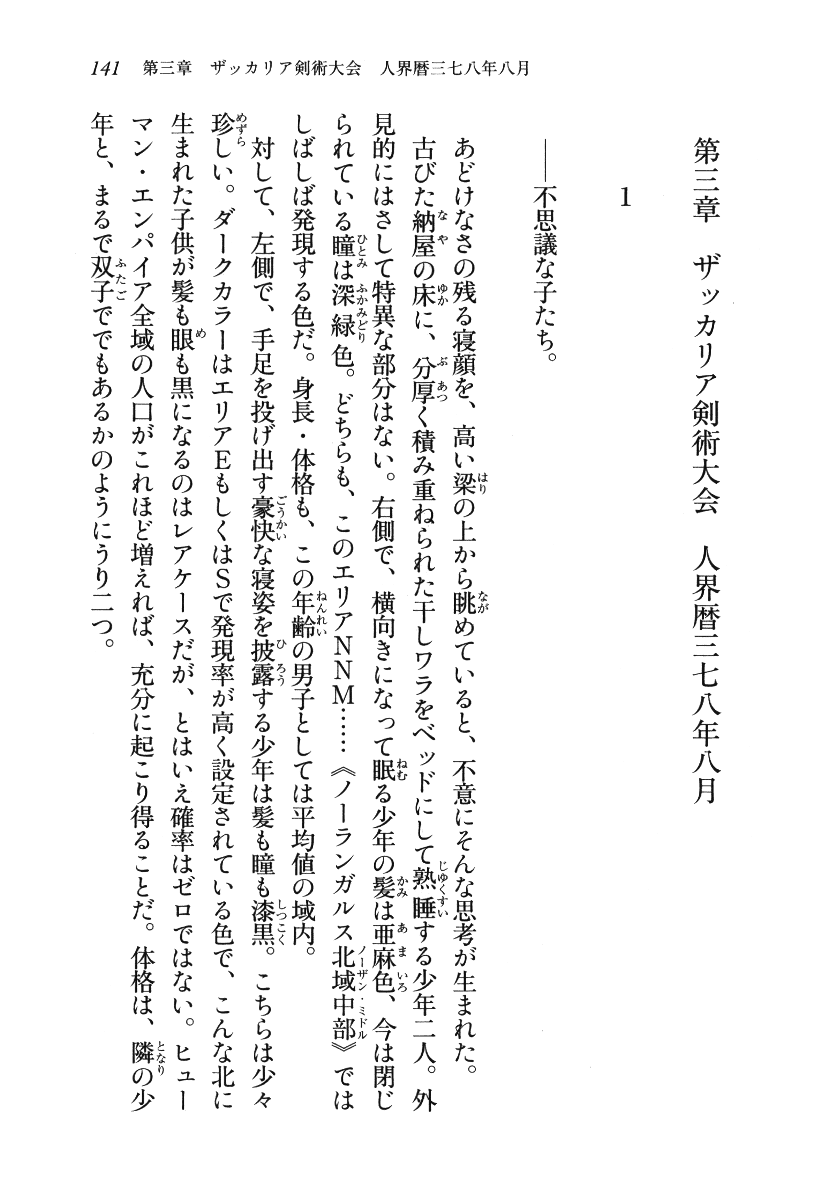 141 第三章 ザッカリア剣術大会 人界暦三七八年八月
第三章 ザッカリア剣術大会 人界暦三七八年八月
1
――不思議な子たち。
あどけなさの残る寝顔を、高い梁の上から眺めていると、不意にそんな思考が生まれた。
古びた納屋の床に、分厚く積み重ねられた干しワラをベッドにして熟睡する少年二人。外
見的にはさして特異な部分はない。右側で、横向きになって眠る少年の髪は亜麻色、今は閉じ
られている瞳は深緑色。どちらも、このエリアNNM……《ノーランガルス北域中部》では
しばしば発現する色だ。身長・体格も、この年齢の男子としては平均値の域内。
対して、左側で、手足を投げ出す豪快な寝姿を披露する少年は髪も瞳も漆黒。こちらは少々
珍しい。ダークカラーはエリアEもしくはSで発現率が高く設定されている色で、こんな北に
生まれた子供が髪も眼も黒になるのはレアケースだが、とはいえ確率はゼロではない。ヒュー
マン・エンパイア全域の人口がこれほど増えれば、充分に起こり得ることだ。体格は、隣の少
年と、まるで双子ででもあるかのようにうり二つ。